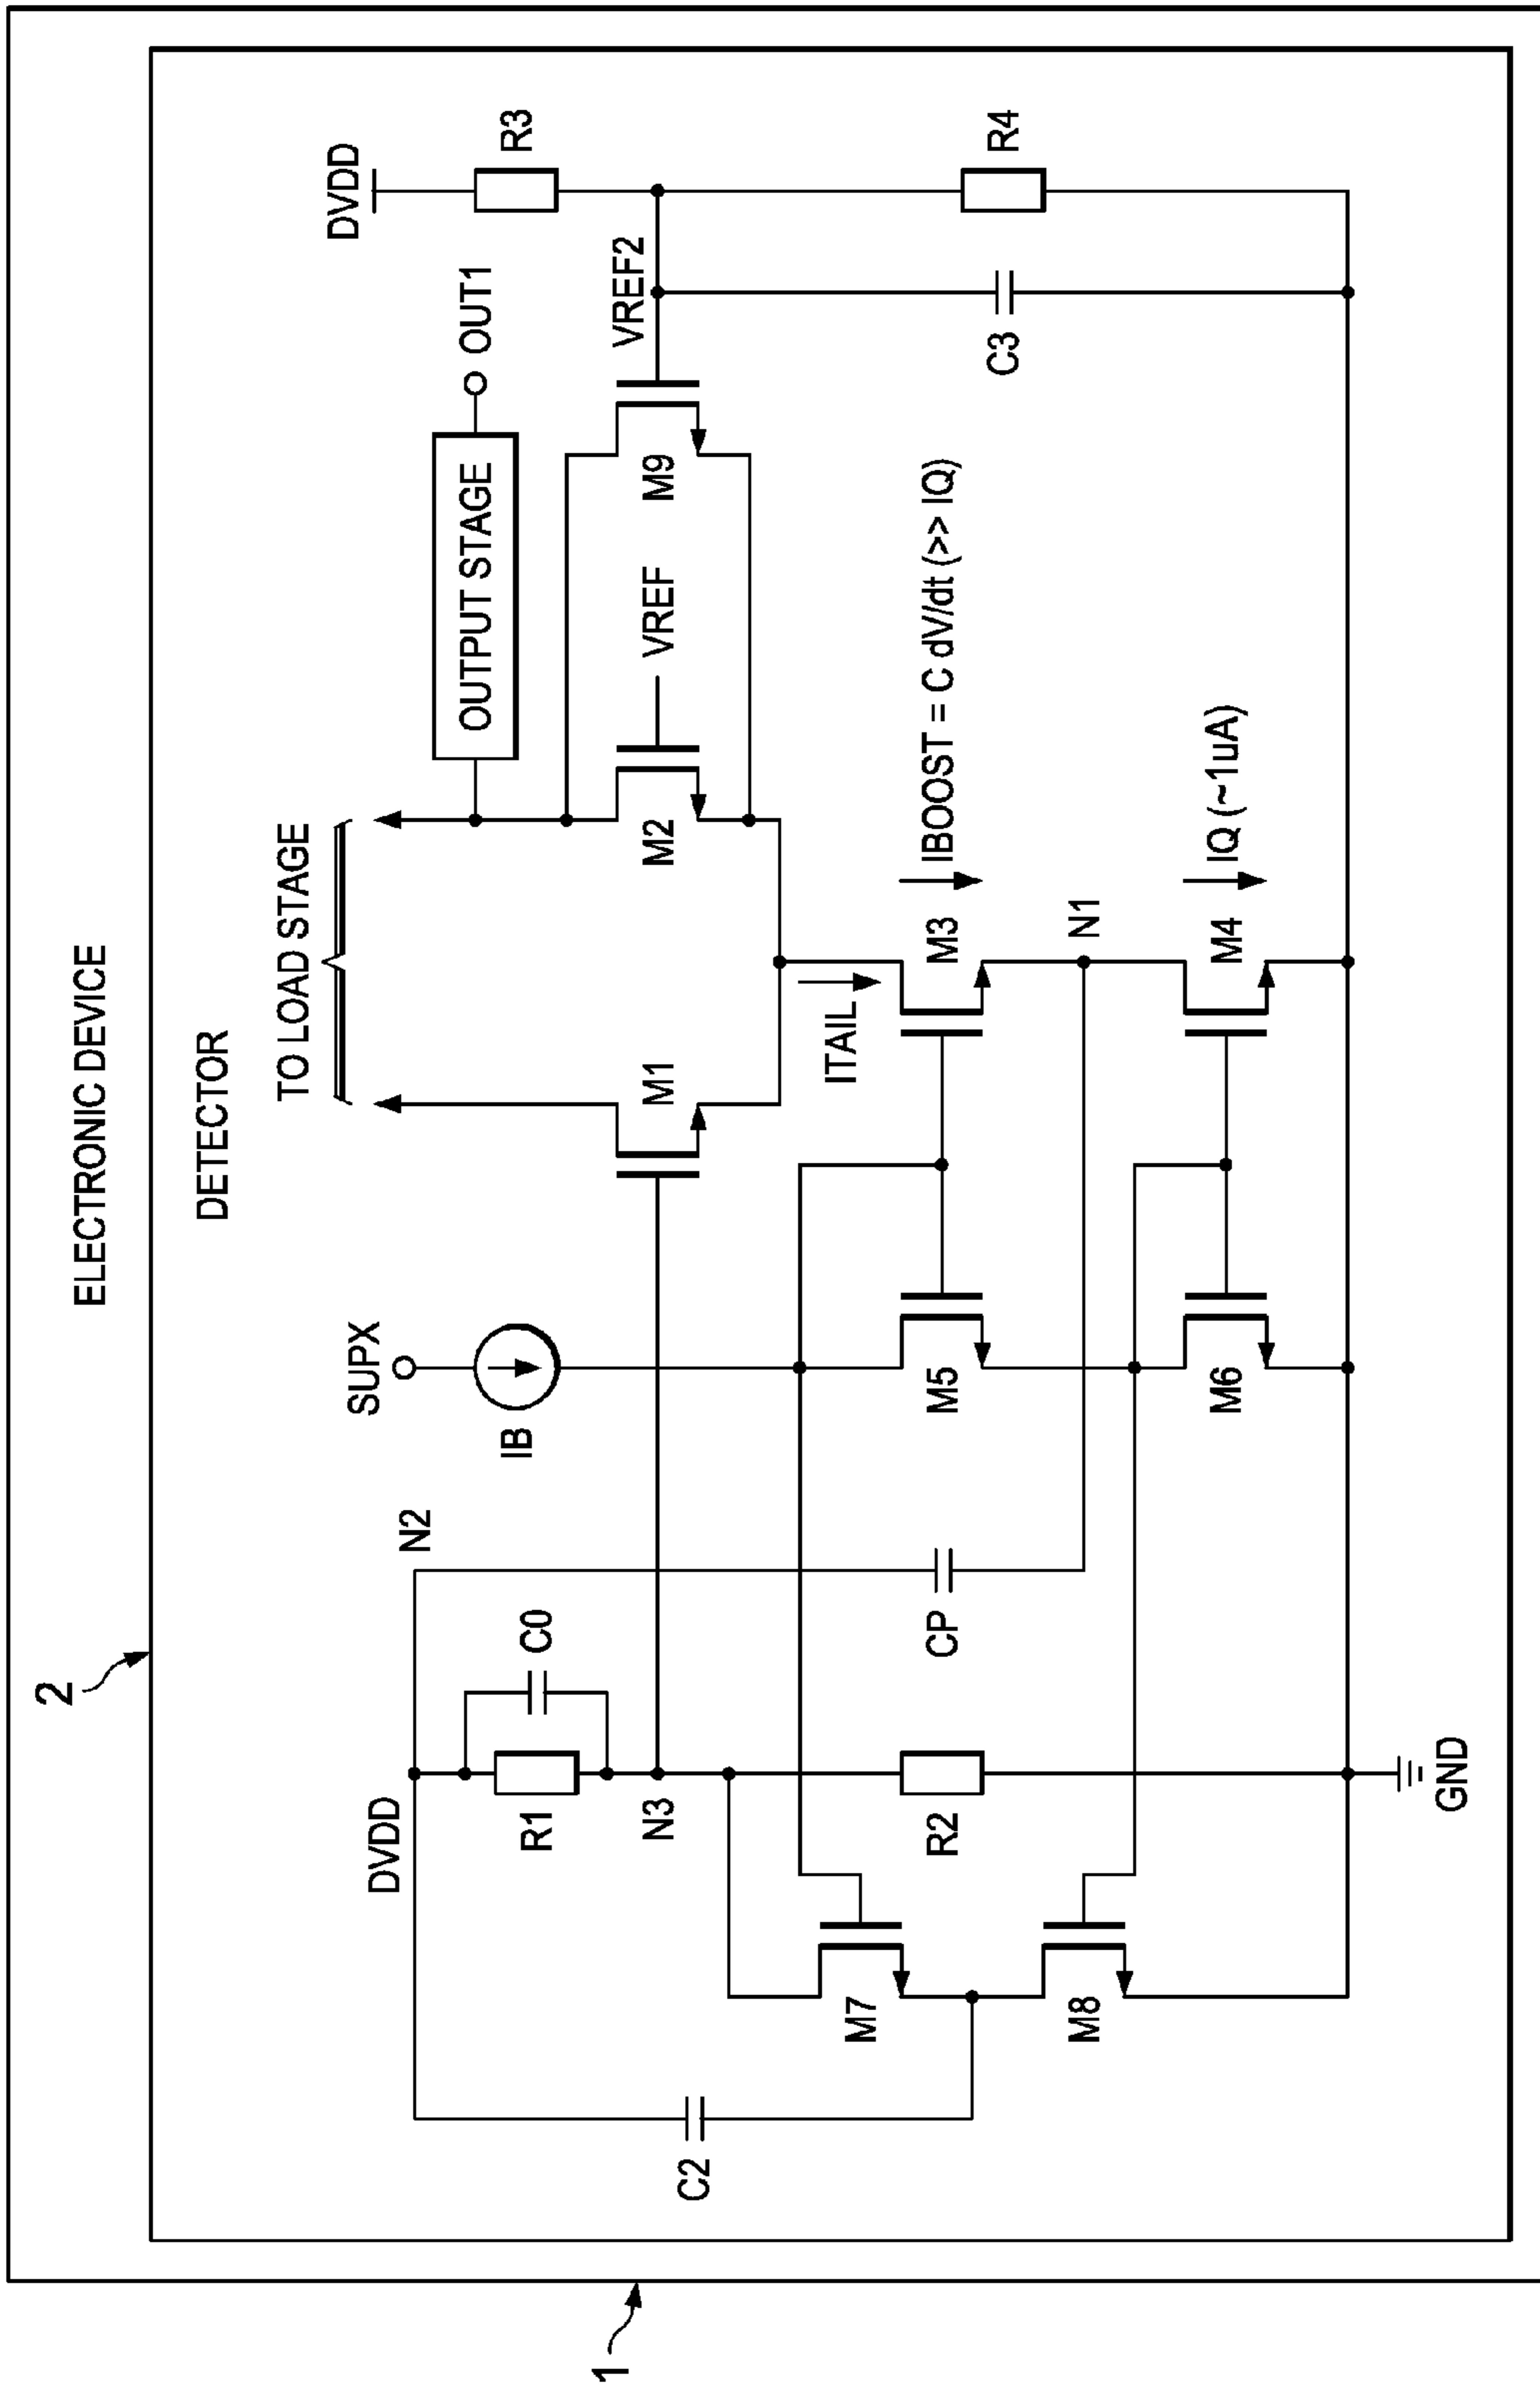 ELECTRONIC DEVICE
2
DETECTOR
TO LOAD STAGE
DVDD
SUPX
N2
DVDD
OUTPUT STAGE
OUT1
R3
IB
C0
R1
VREF2
VREF
M9
M2
M1
N3
C2
ITAIL
M3
IBOOST = C dV/dt (>> IQ)
M5
CP
R2
M7
C3
R4
N1
M8
M4
IQ (~1uA)
M6
GND
1